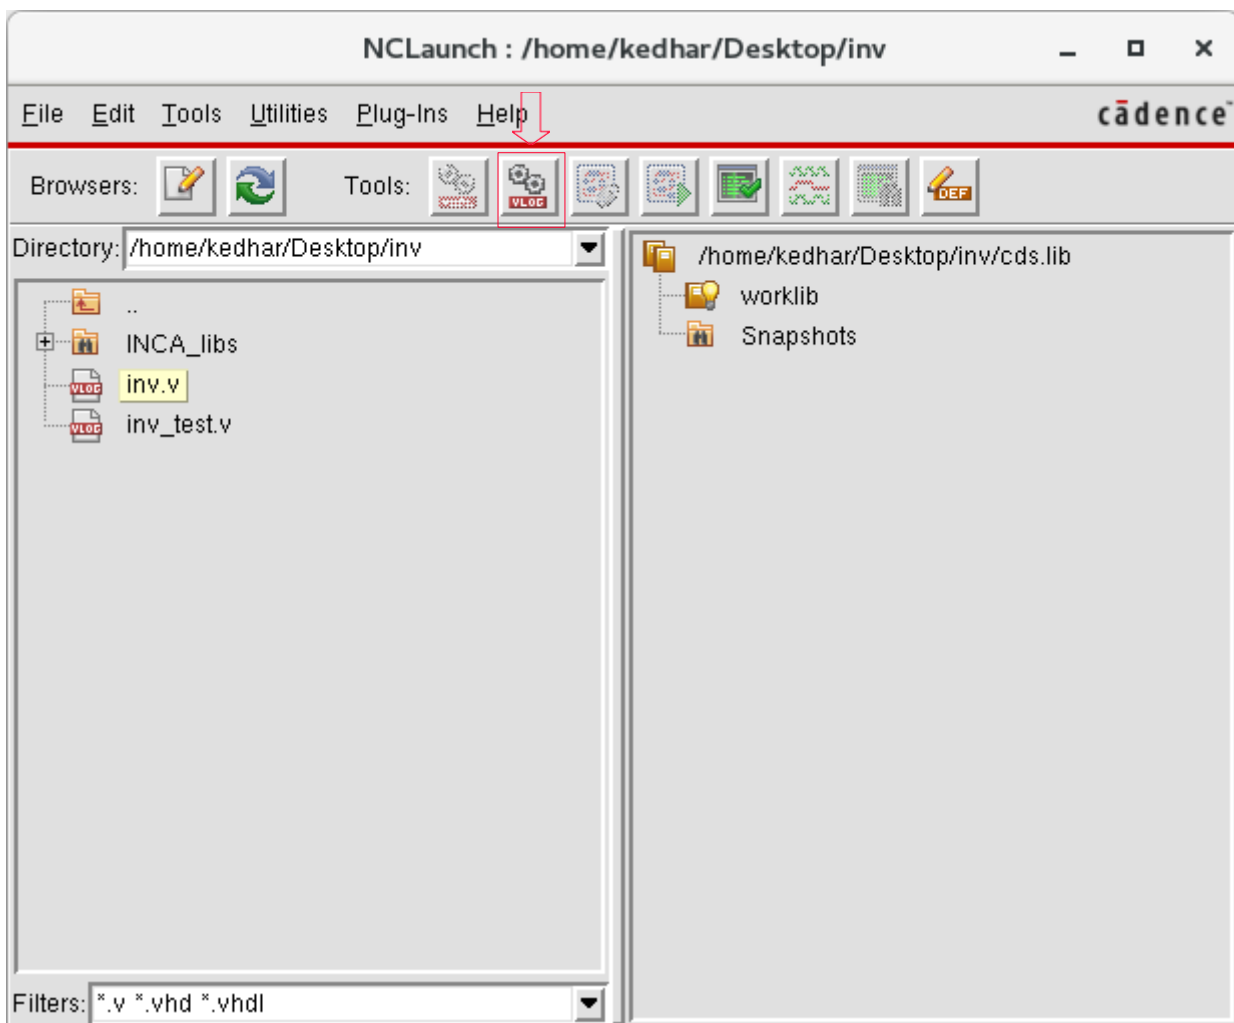 NCLaunch : /home/kedhar/Desktop/inv
File Edit Tools Utilities Plug-Ins Help cādence
Browsers: Tools: VLOG DEF
Directory: /home/kedhar/Desktop/inv
/home/kedhar/Desktop/inv/cds.lib
..
worklib
INCA_libs
Snapshots
VLOG inv.v
VLOG inv_test.v
Filters: *.v *.vhd *.vhdl